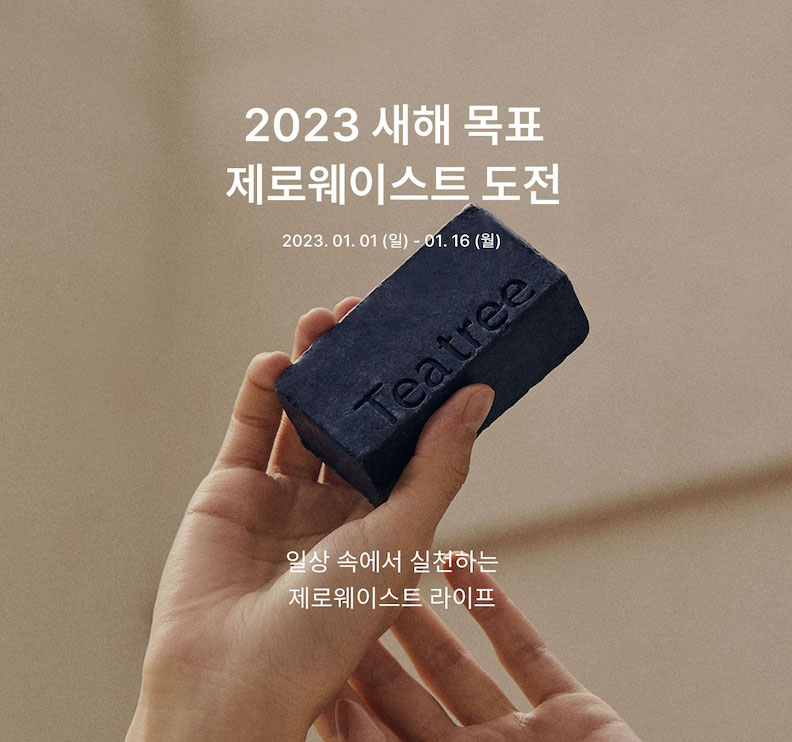 2023 새해 목표
제로웨이스트 도전
2023. 01. 01 (일) - 01. 16 (월)
Teatree
일상 속에서 실천하는
제로웨이스트 라이프